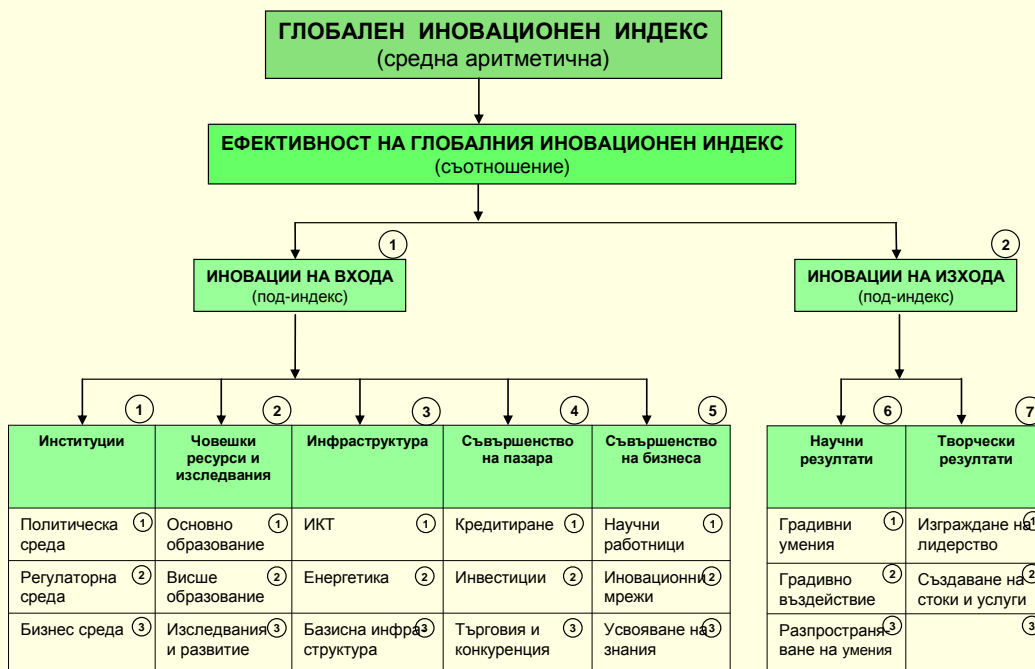 ГЛОБАЛЕН ИНОВАЦИОНЕН ИНДЕКС
(средна аритметична)
ЕФЕКТИВНОСТ НА ГЛОБАЛНИЯ ИНОВАЦИОНЕН ИНДЕКС
(съотношение)
1
ИНОВАЦИИ НА ВХОДА
(под-индекс)
2
ИНОВАЦИИ НА ИЗХОДА
(под-индекс)
1
Институции
2
Човешки
ресурси и
изследвания
3
Инфраструктура
4
Съвършенство
на пазара
5
Съвършенство
на бизнеса
6
Научни
резултати
7
Творчески
резултати
Политическа 1
среда
Основно 1
образование
ИКТ 1
Кредитиране 1
Научни 1
работници
Градивни 1
умения
Изграждане на 1
лидерство
Регулаторна 2
среда
Висше 2
образование
Енергетика 2
Инвестиции 2
Иновационни 2
мрежи
Градивно 2
въздействие
Създаване на 2
стоки и услуги
Бизнес среда 3
Изследвания 3
и развитие
Базисна инфра- 3
структура
Търговия и 3
конкуренция
Усвояване на 3
знания
Разпространя- 3
ване на умения
3